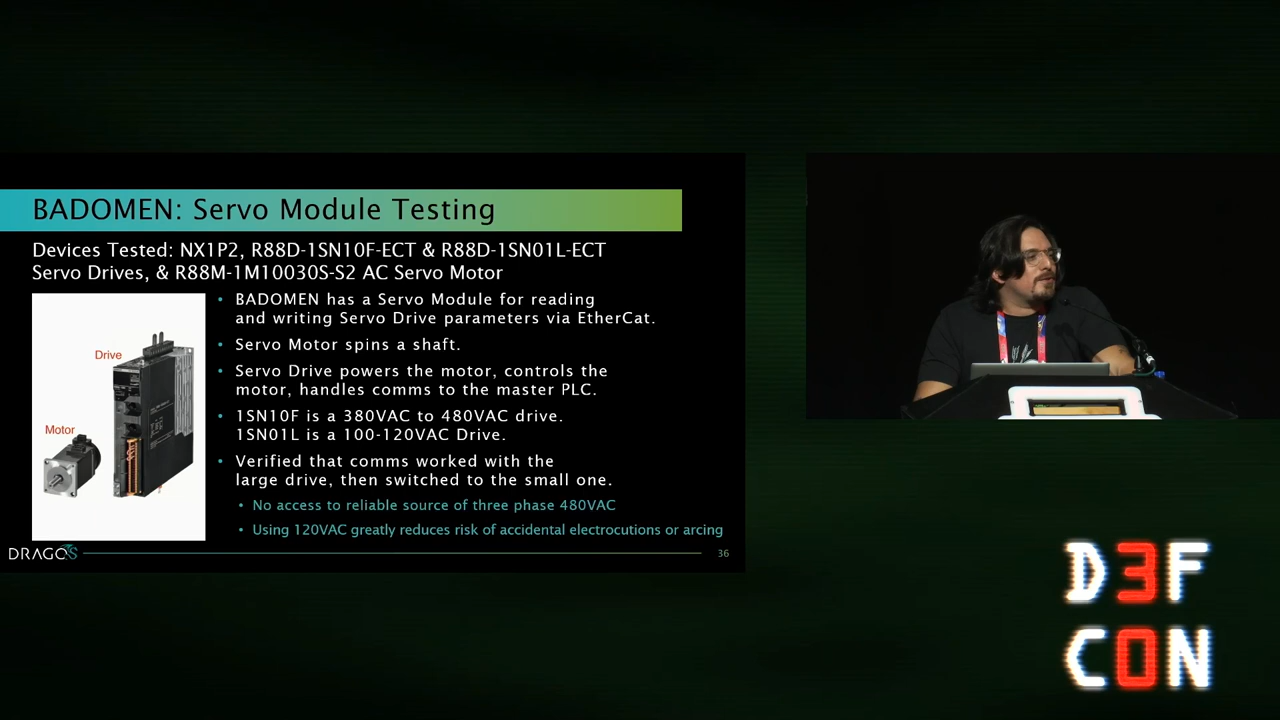 BADOMEN: Servo Module Testing
Devices Tested: NX1P2, R88D-1SN10F-ECT & R88D-1SN01L-ECT
Servo Drives, & R88M-1M10030S-S2 AC Servo Motor
Drive
Motor
• BADOMEN has a Servo Module for reading
and writing Servo Drive parameters via EtherCat.
• Servo Motor spins a shaft.
• Servo Drive powers the motor, controls the
motor, handles comms to the master PLC.
• 1SN10F is a 380VAC to 480VAC drive.
1SN01L is a 100-120VAC Drive.
• Verified that comms worked with the
large drive, then switched to the small one.
• No access to reliable source of three phase 480VAC
• Using 120VAC greatly reduces risk of accidental electrocutions or arcing
DRAGOS
36
D3F
C0N